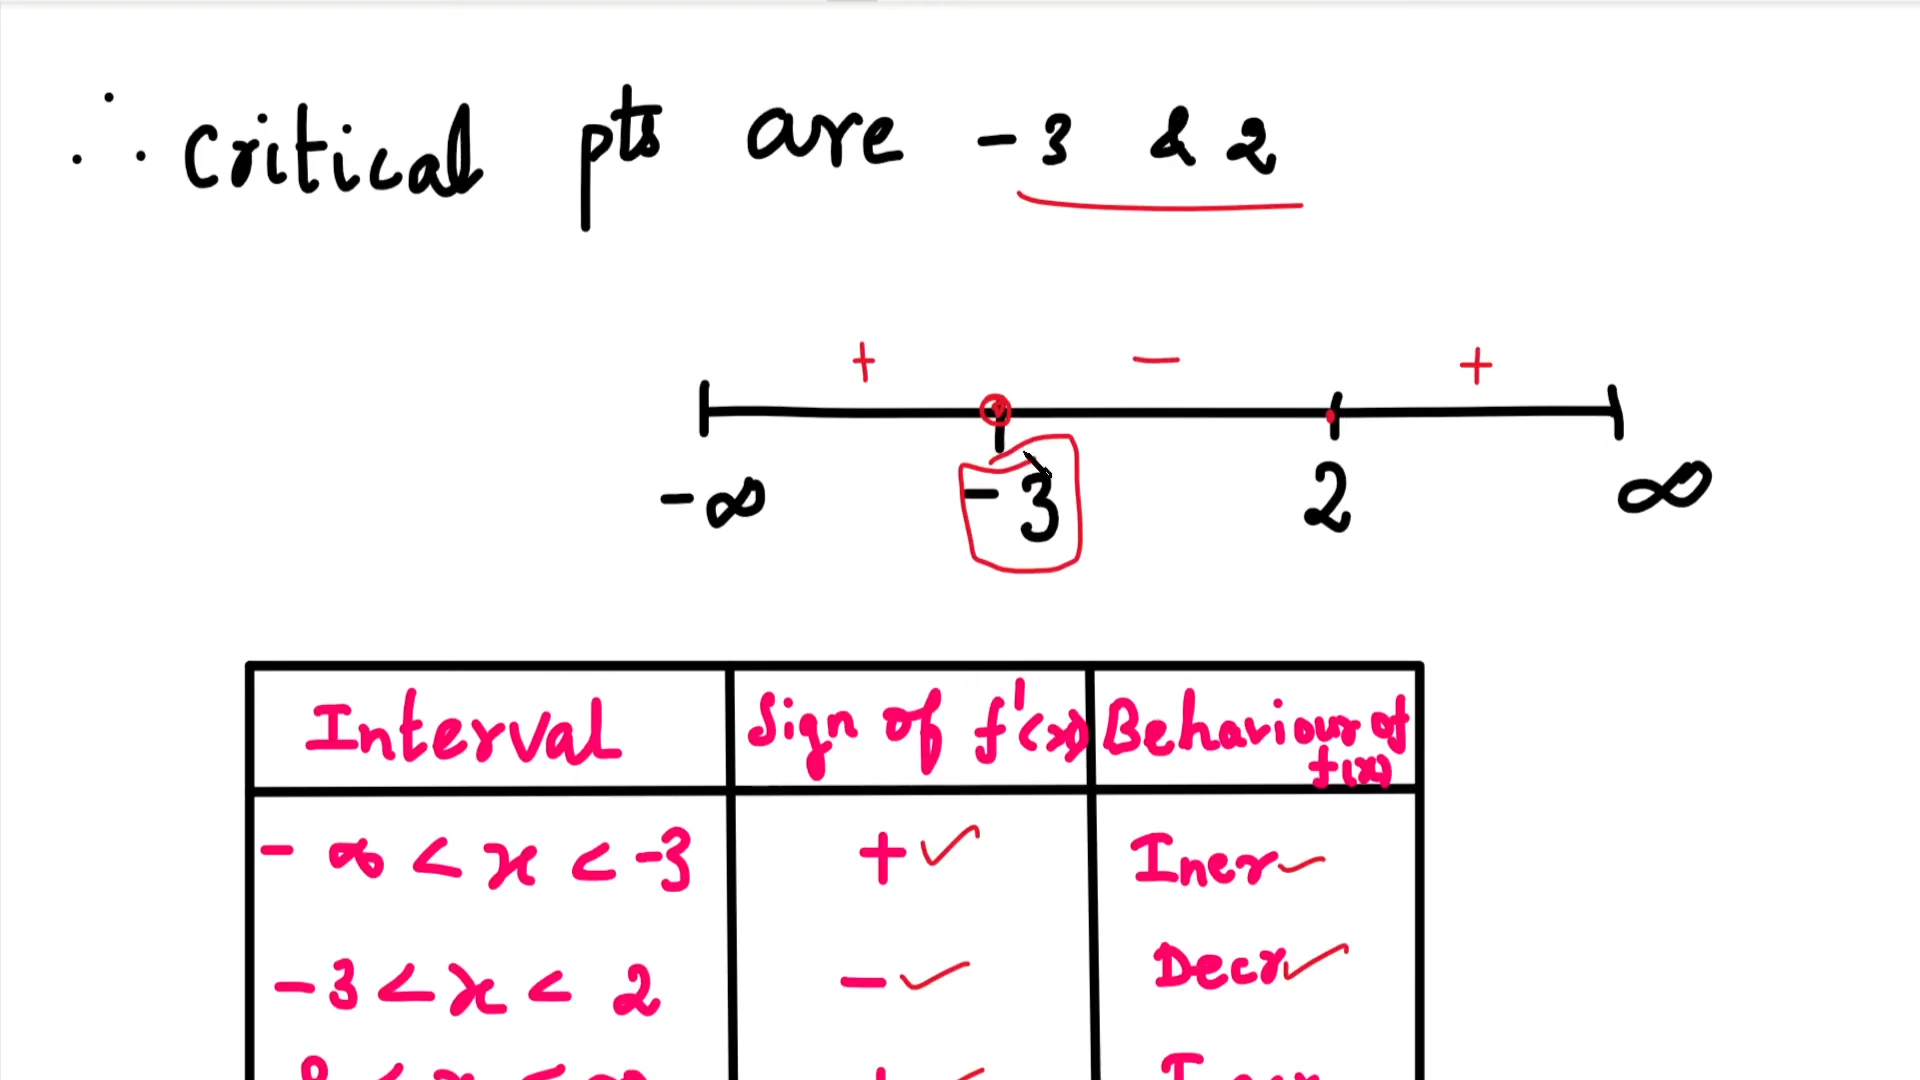 ∴ Critical pts are -3 & 2
+ - +
-∞ -3 2 ∞
Interval Sign of f'(x) Behaviour of f(x)
-∞ < x < -3 + ✓ Incr ✓
-3 < x < 2 - ✓ Decr ✓